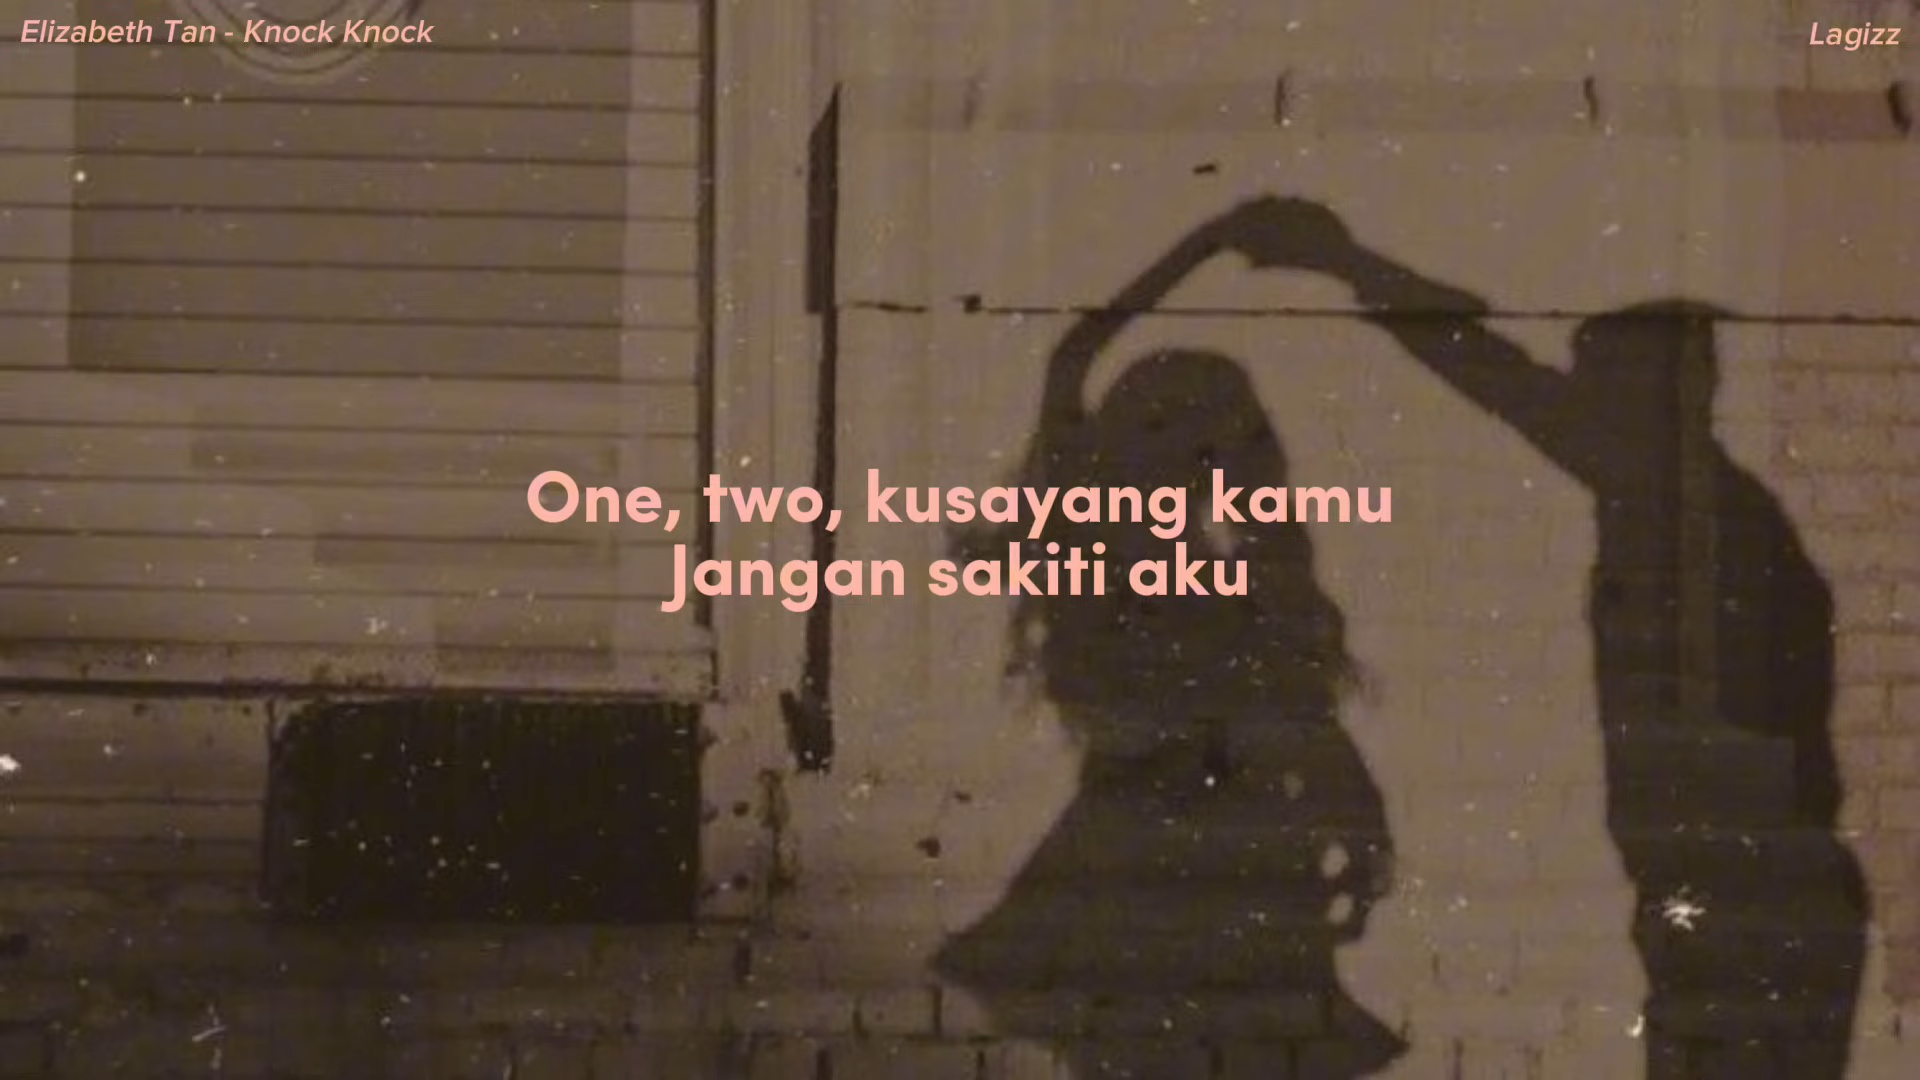 Elizabeth Tan - Knock Knock
Lagizz
One, two, kusayang kamu
Jangan sakiti aku